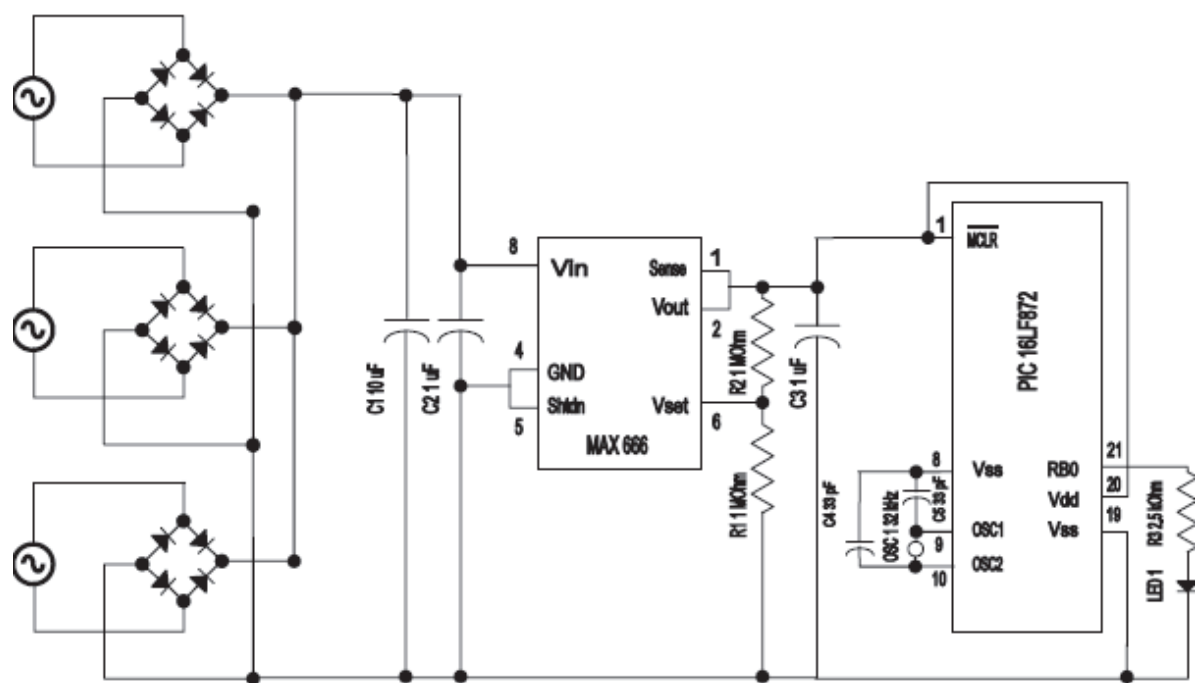 C1 10 uF
C2 1 uF
8
Vin
4
GND
Shtdn
5
Sense
1
Vout
2
Vset
6
MAX 666
R2 1 MOhm
R1 1 MOhm
C3 1 uF
1
MCLR
PIC 16LF872
8
Vss
C5 33 pF
C4 33 pF
OSC 1 32 kHz
OSC1
9
OSC2
10
RB0
21
Vdd
20
Vss
19
R3 2,5 kOhm
LED 1